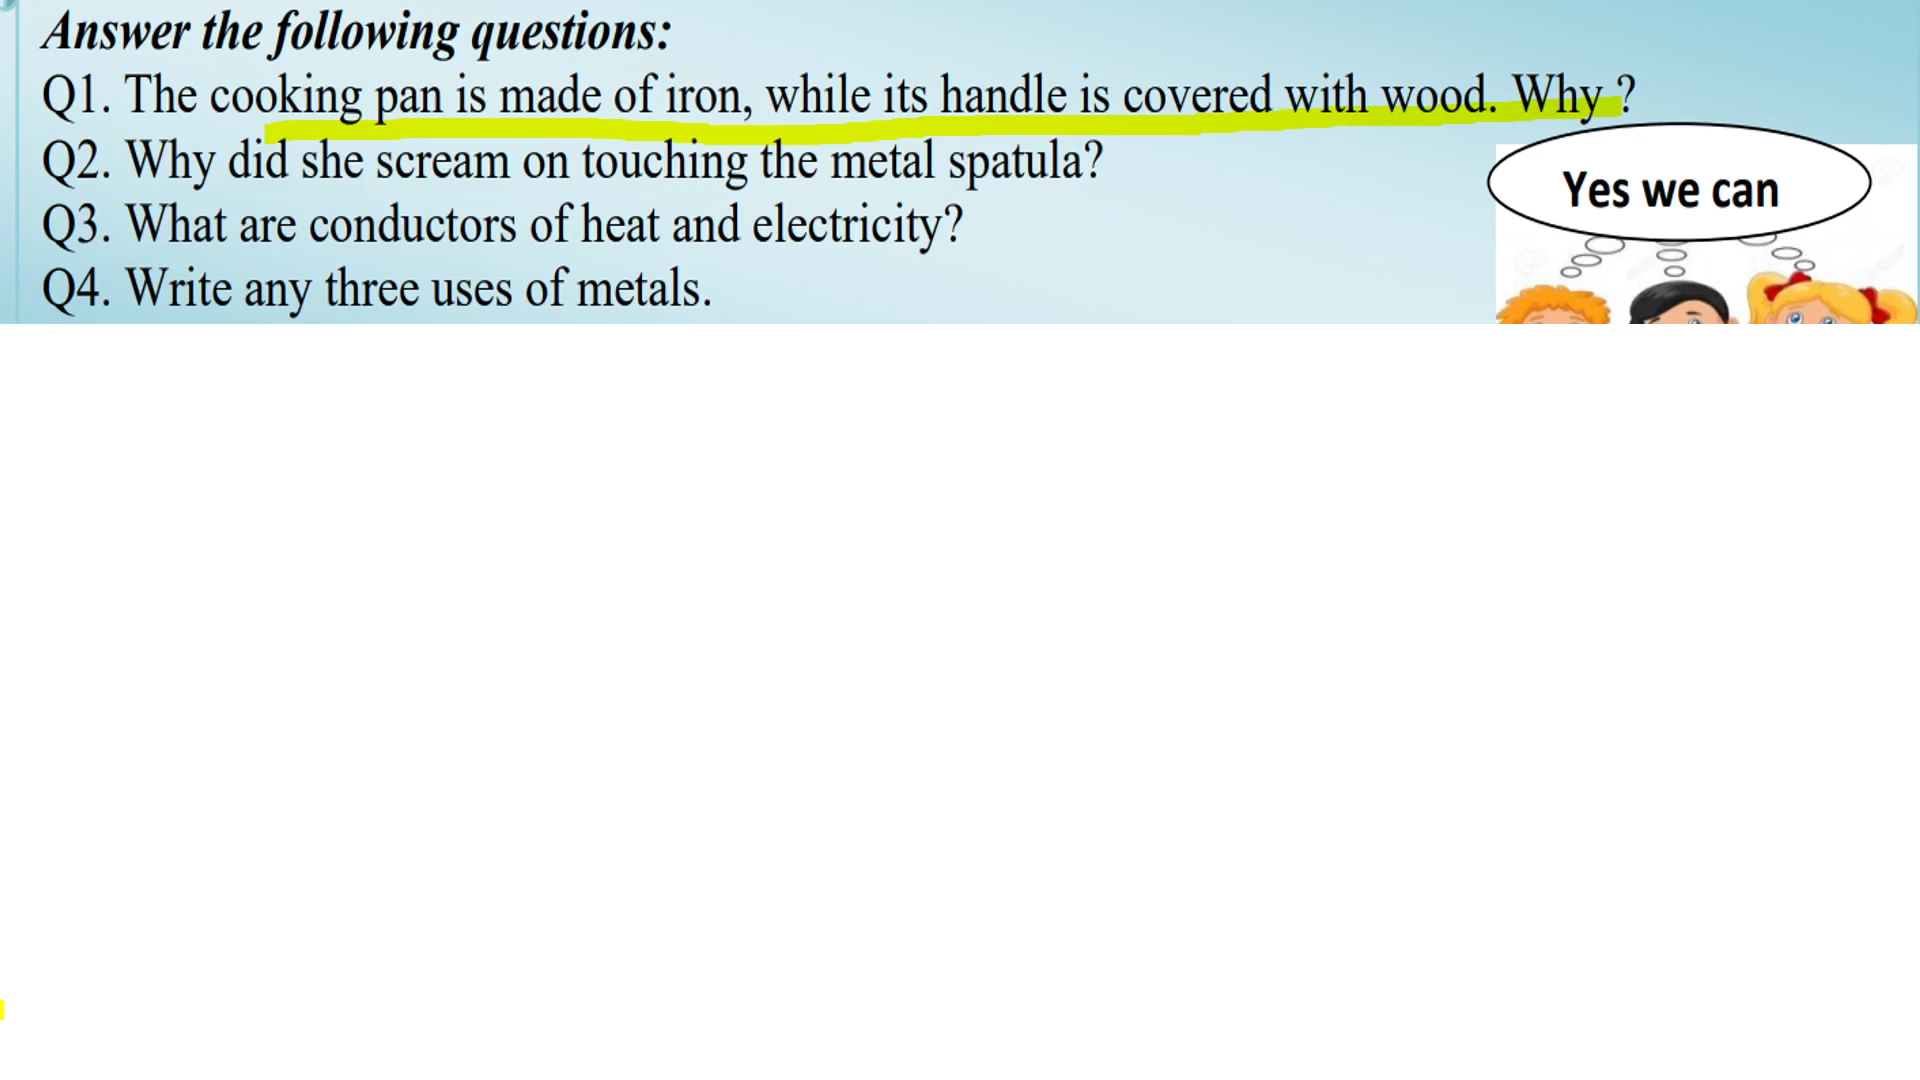 Answer the following questions:
Q1. The cooking pan is made of iron, while its handle is covered with wood. Why ?
Q2. Why did she scream on touching the metal spatula?
Q3. What are conductors of heat and electricity?
Q4. Write any three uses of metals.
Yes we can